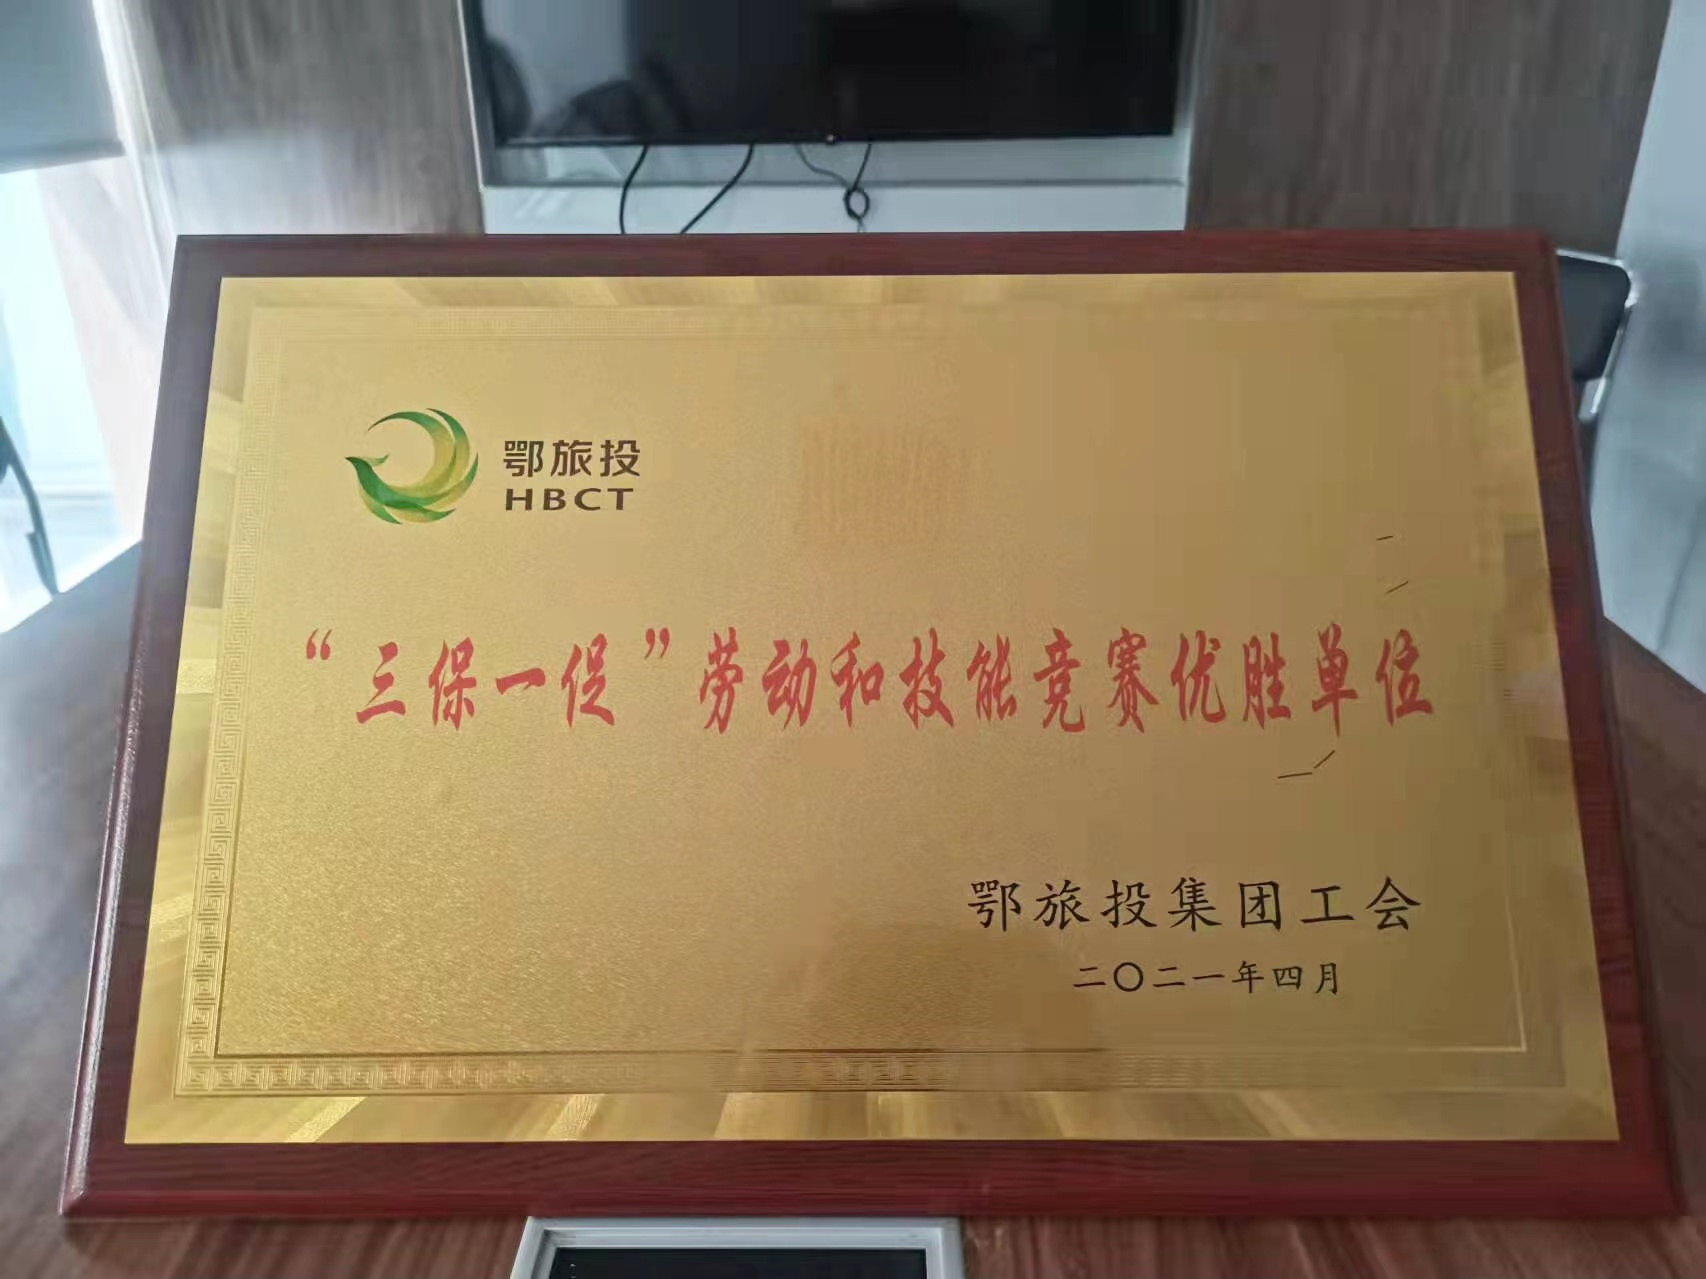 鄂旅投
HBCT
“三保一促”劳动和技能竞赛优胜单位
鄂旅投集团工会
二〇二一年四月